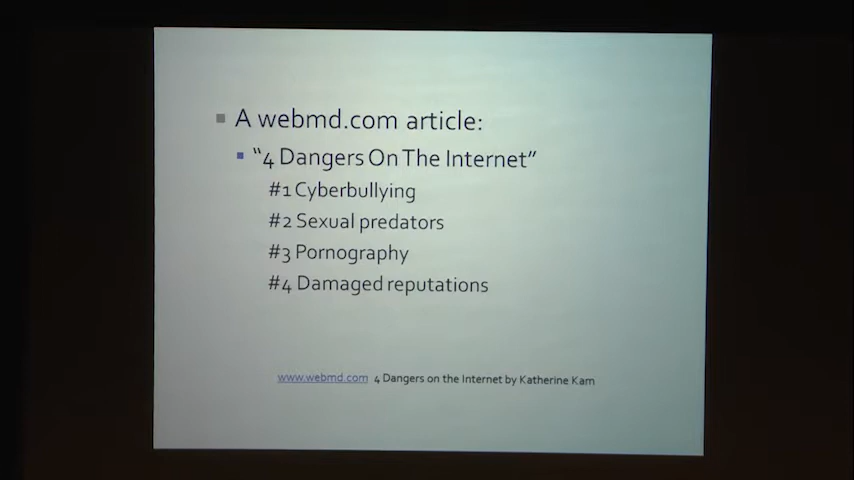 A webmd.com article:
"4 Dangers On The Internet"
#1 Cyberbullying
#2 Sexual predators
#3 Pornography
#4 Damaged reputations
www.webmd.com 4 Dangers on the Internet by Katherine Kam